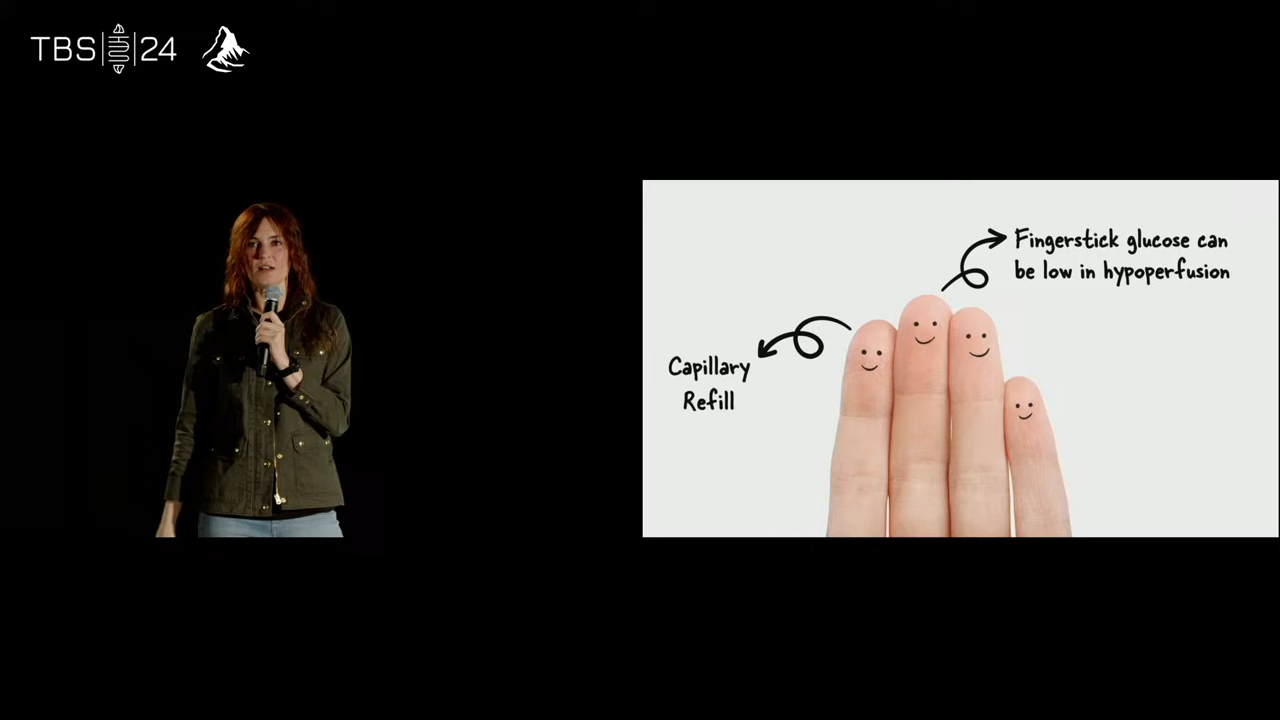 TBS 24
Fingerstick glucose can
be low in hypoperfusion
Capillary
Refill